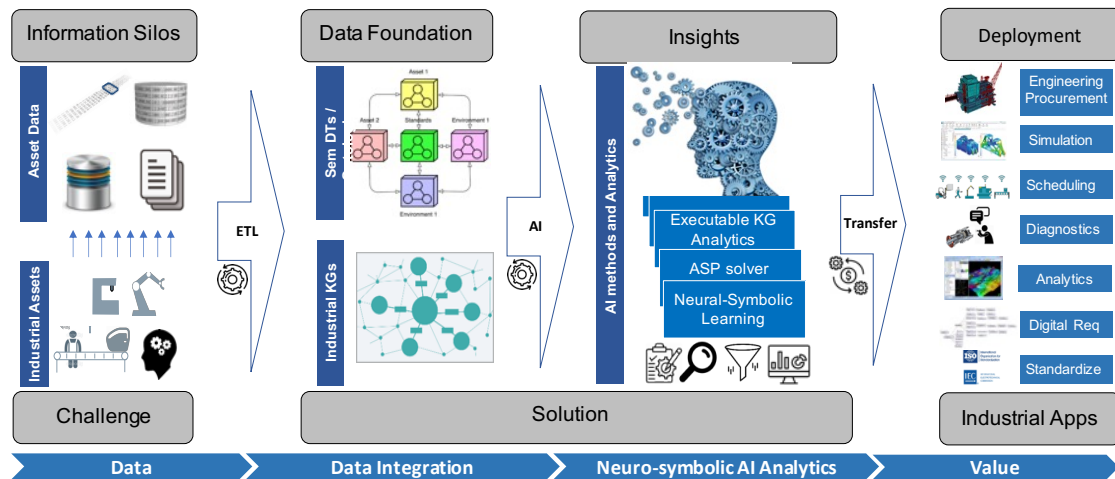 Information Silos
Data Foundation
Insights
Deployment
Asset Data
Industrial Assets
ETL
Sem DTs /
Asset 1
Asset 2
Standards
Environment 1
Environment 1
Industrial KGs
AI
AI methods and Analytics
Executable KG
Analytics
ASP solver
Neural-Symbolic
Learning
Transfer
Engineering
Procurement
Simulation
Scheduling
Diagnostics
Analytics
Digital Req
Standardize
ISO
IEC
Challenge
Solution
Industrial Apps
Data
Data Integration
Neuro-symbolic AI Analytics
Value